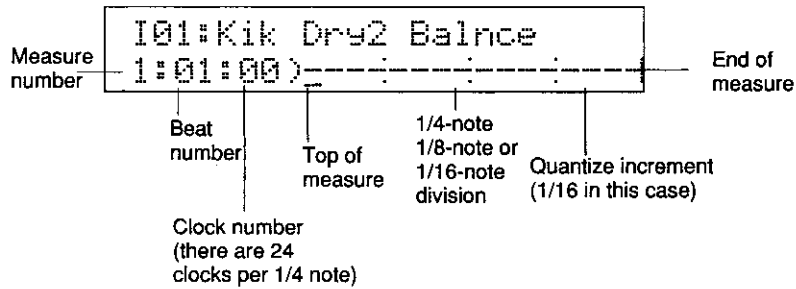 I01:Kik Dry2 Balnce
1:01:00)----:----:----:----|
Measure
number
End of
measure
Beat
number
Top of
measure
1/4-note
1/8-note or
1/16-note
division
Quantize increment
(1/16 in this case)
Clock number
(there are 24
clocks per 1/4 note)